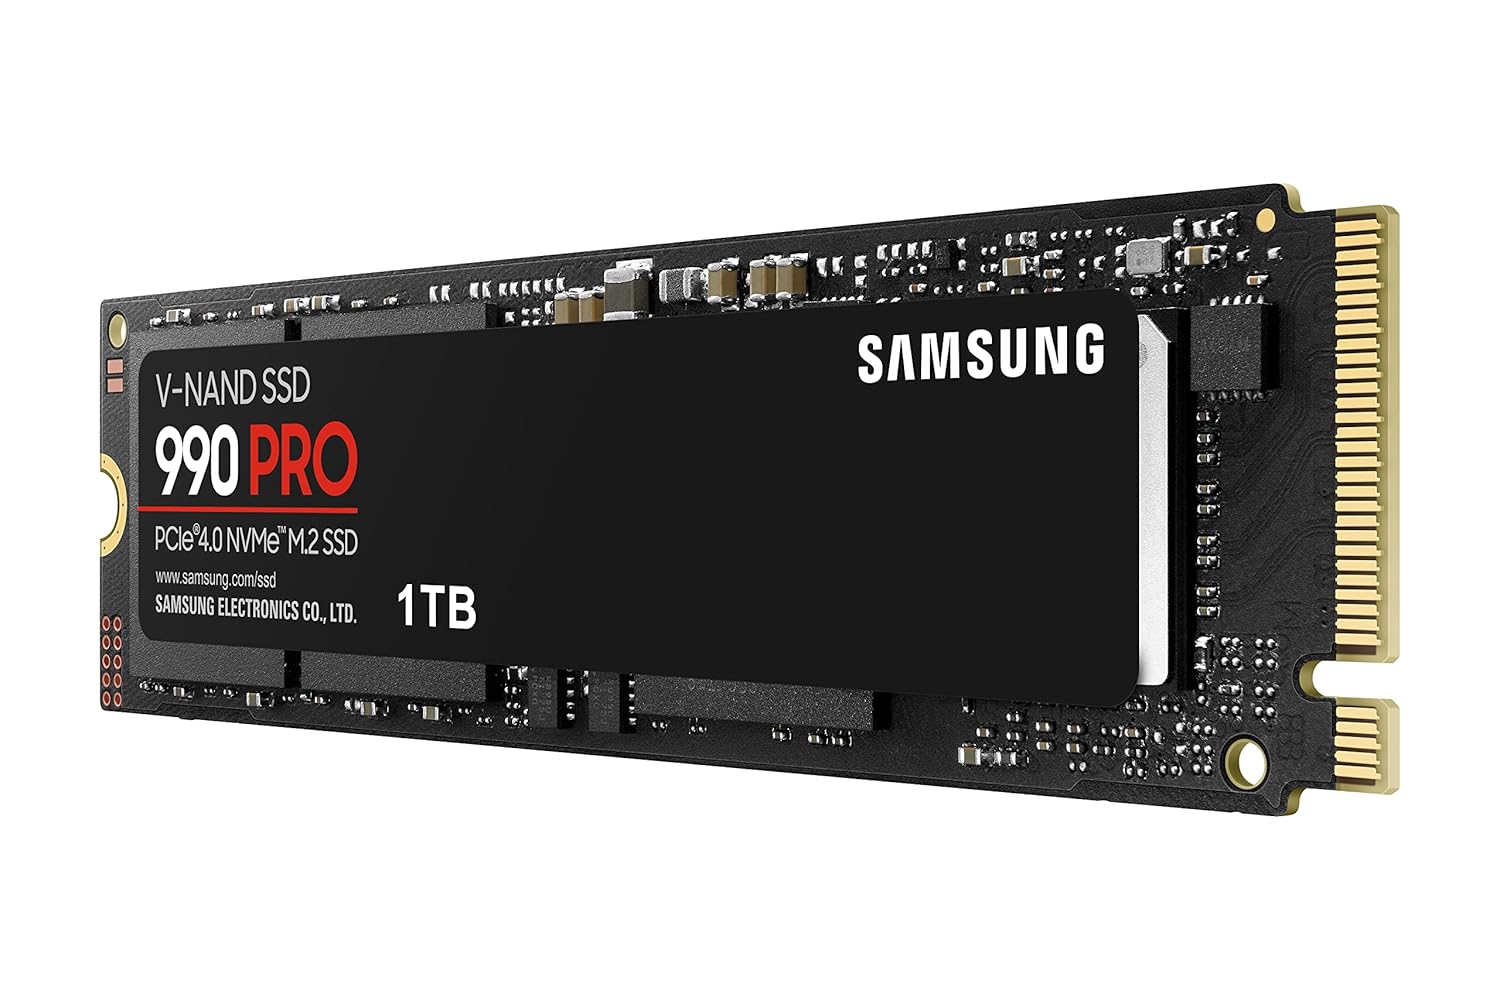 SAMSUNG
V-NAND SSD
990 PRO
PCIe®4.0 NVMe™ M.2 SSD
www.samsung.com/ssd
SAMSUNG ELECTRONICS CO., LTD.
1TB